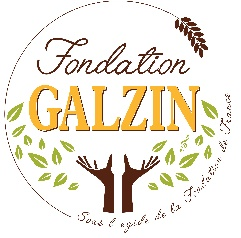 Fondation
GALZIN
Sous l'égide de la Fondation de France